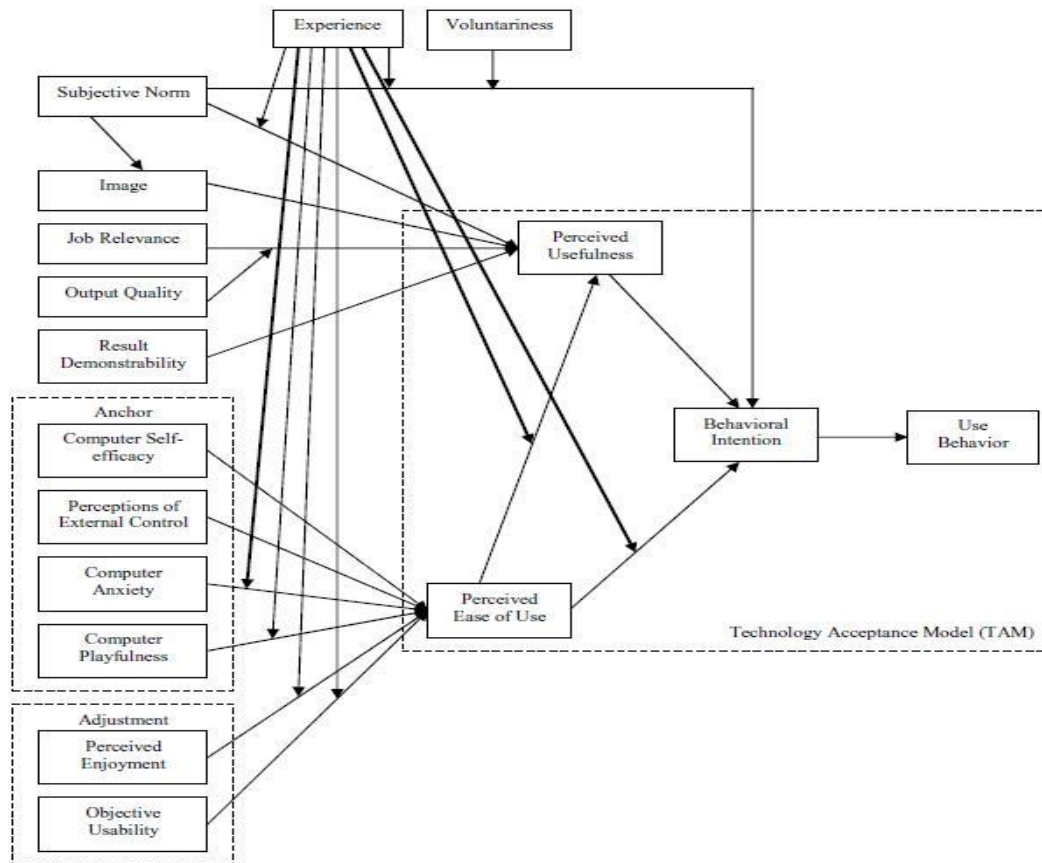 Experience
Voluntariness
Subjective Norm
Image
Job Relevance
Output Quality
Result
Demonstrability
Perceived
Usefulness
Anchor
Computer Self-
efficacy
Perceptions of
External Control
Computer
Anxiety
Computer
Playfulness
Behavioral
Intention
Use
Behavior
Perceived
Ease of Use
Technology Acceptance Model (TAM)
Adjustment
Perceived
Enjoyment
Objective
Usability